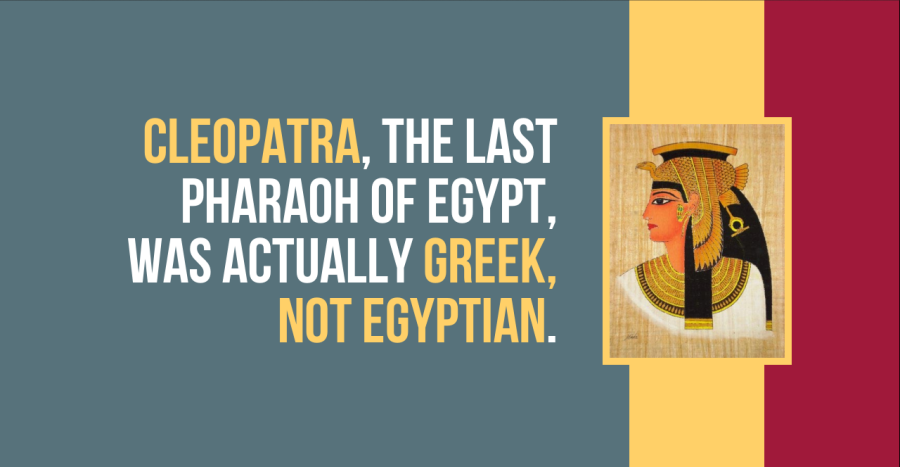 CLEOPATRA, THE LAST
PHARAOH OF EGYPT,
WAS ACTUALLY GREEK,
NOT EGYPTIAN.